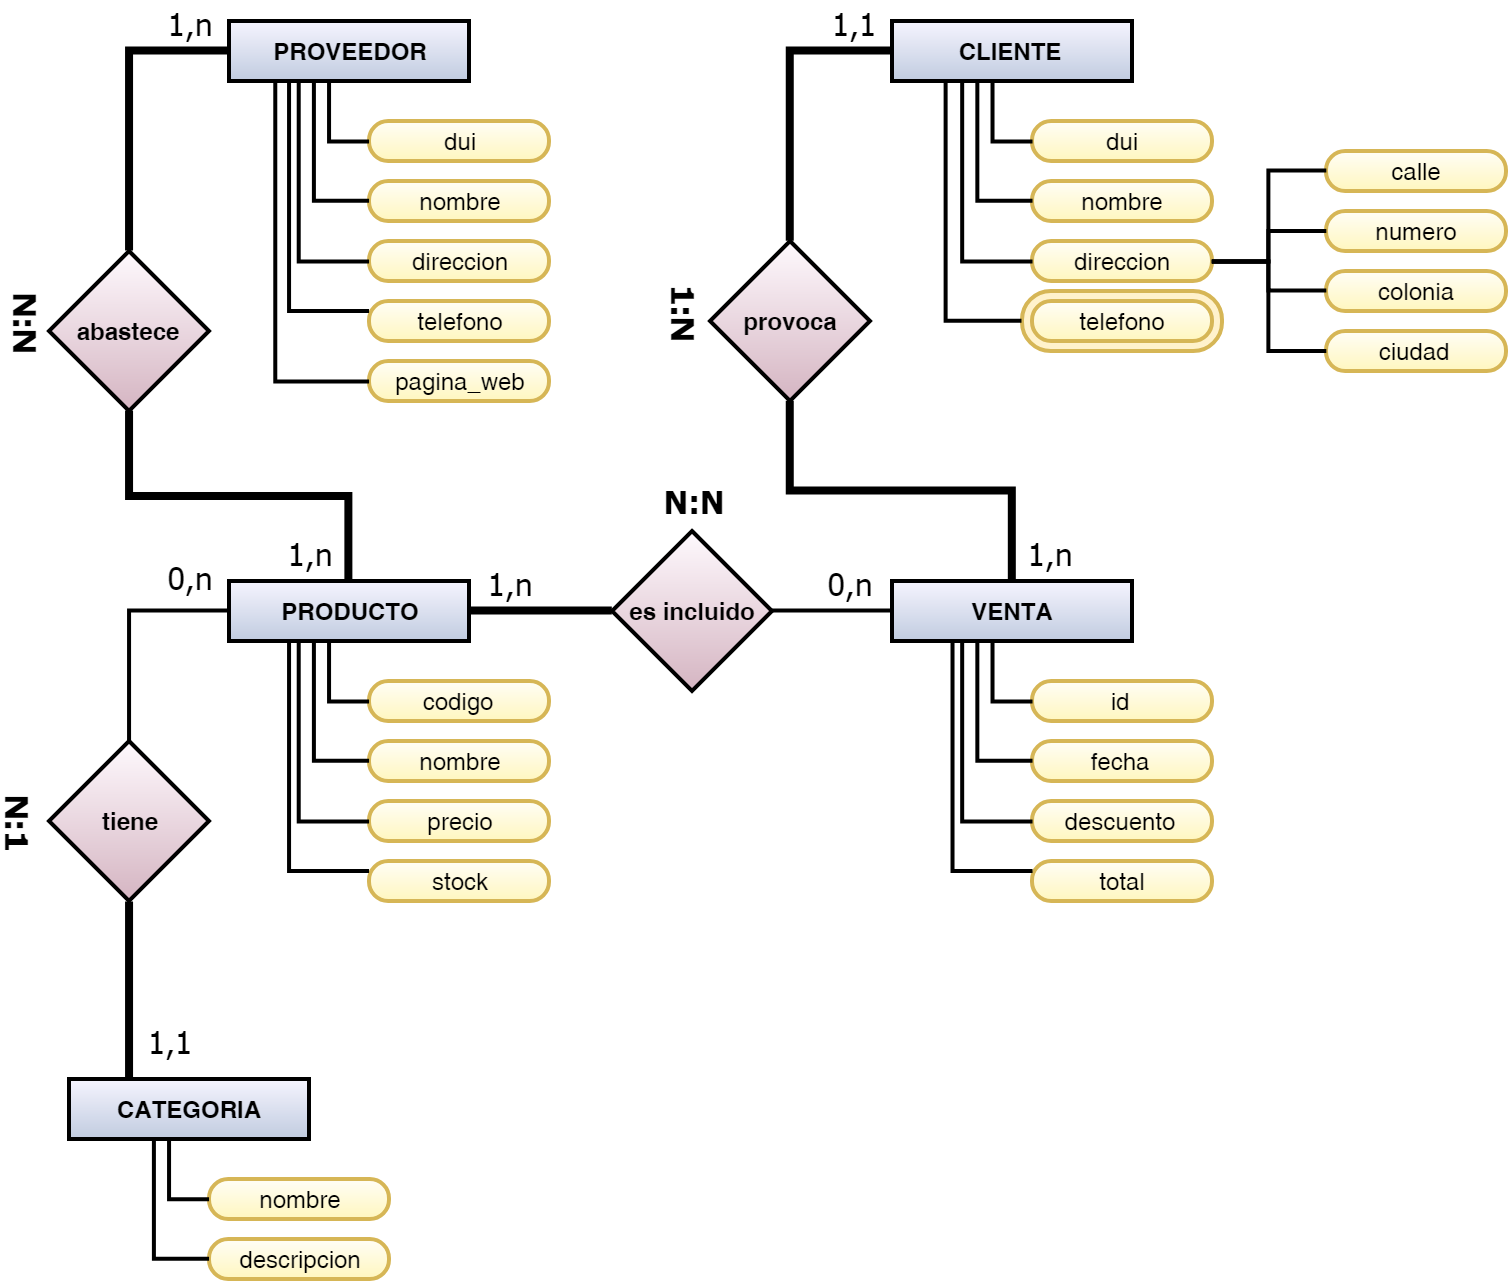 1,n
PROVEEDOR
dui
nombre
direccion
telefono
pagina_web
N:N
abastece
1,1
CLIENTE
dui
nombre
direccion
telefono
calle
numero
colonia
ciudad
1:N
provoca
1,n
0,n
PRODUCTO
1,n
N:N
es incluido
0,n
1,n
VENTA
codigo
nombre
precio
stock
id
fecha
descuento
total
N:1
tiene
1,1
CATEGORIA
nombre
descripcion